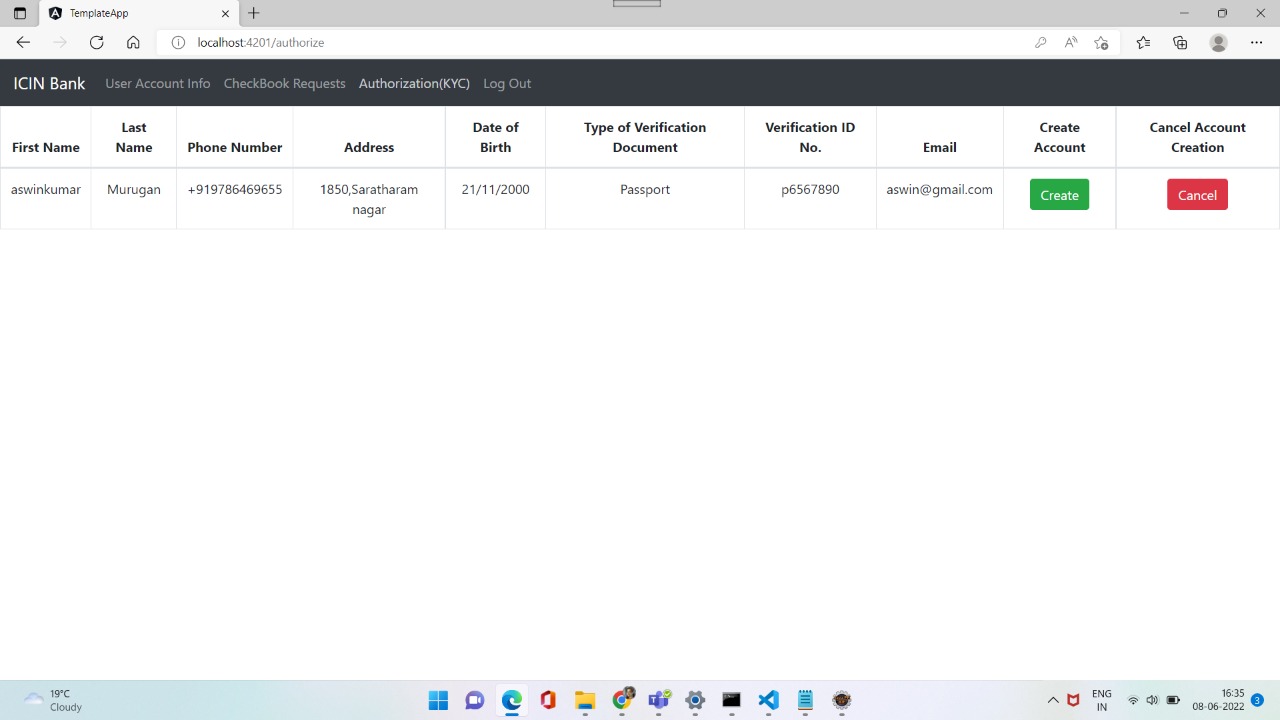 TemplateApp
localhost:4201/authorize
ICIN Bank User Account Info CheckBook Requests Authorization(KYC) Log Out
First Name Last Name Phone Number Address Date of Birth Type of Verification Document Verification ID No. Email Create Account Cancel Account Creation
aswinkumar Murugan +919786469655 1850,Saratharam nagar 21/11/2000 Passport p6567890 aswin@gmail.com Create Cancel
19°C
Cloudy
ENG
IN
16:35
08-06-2022
3